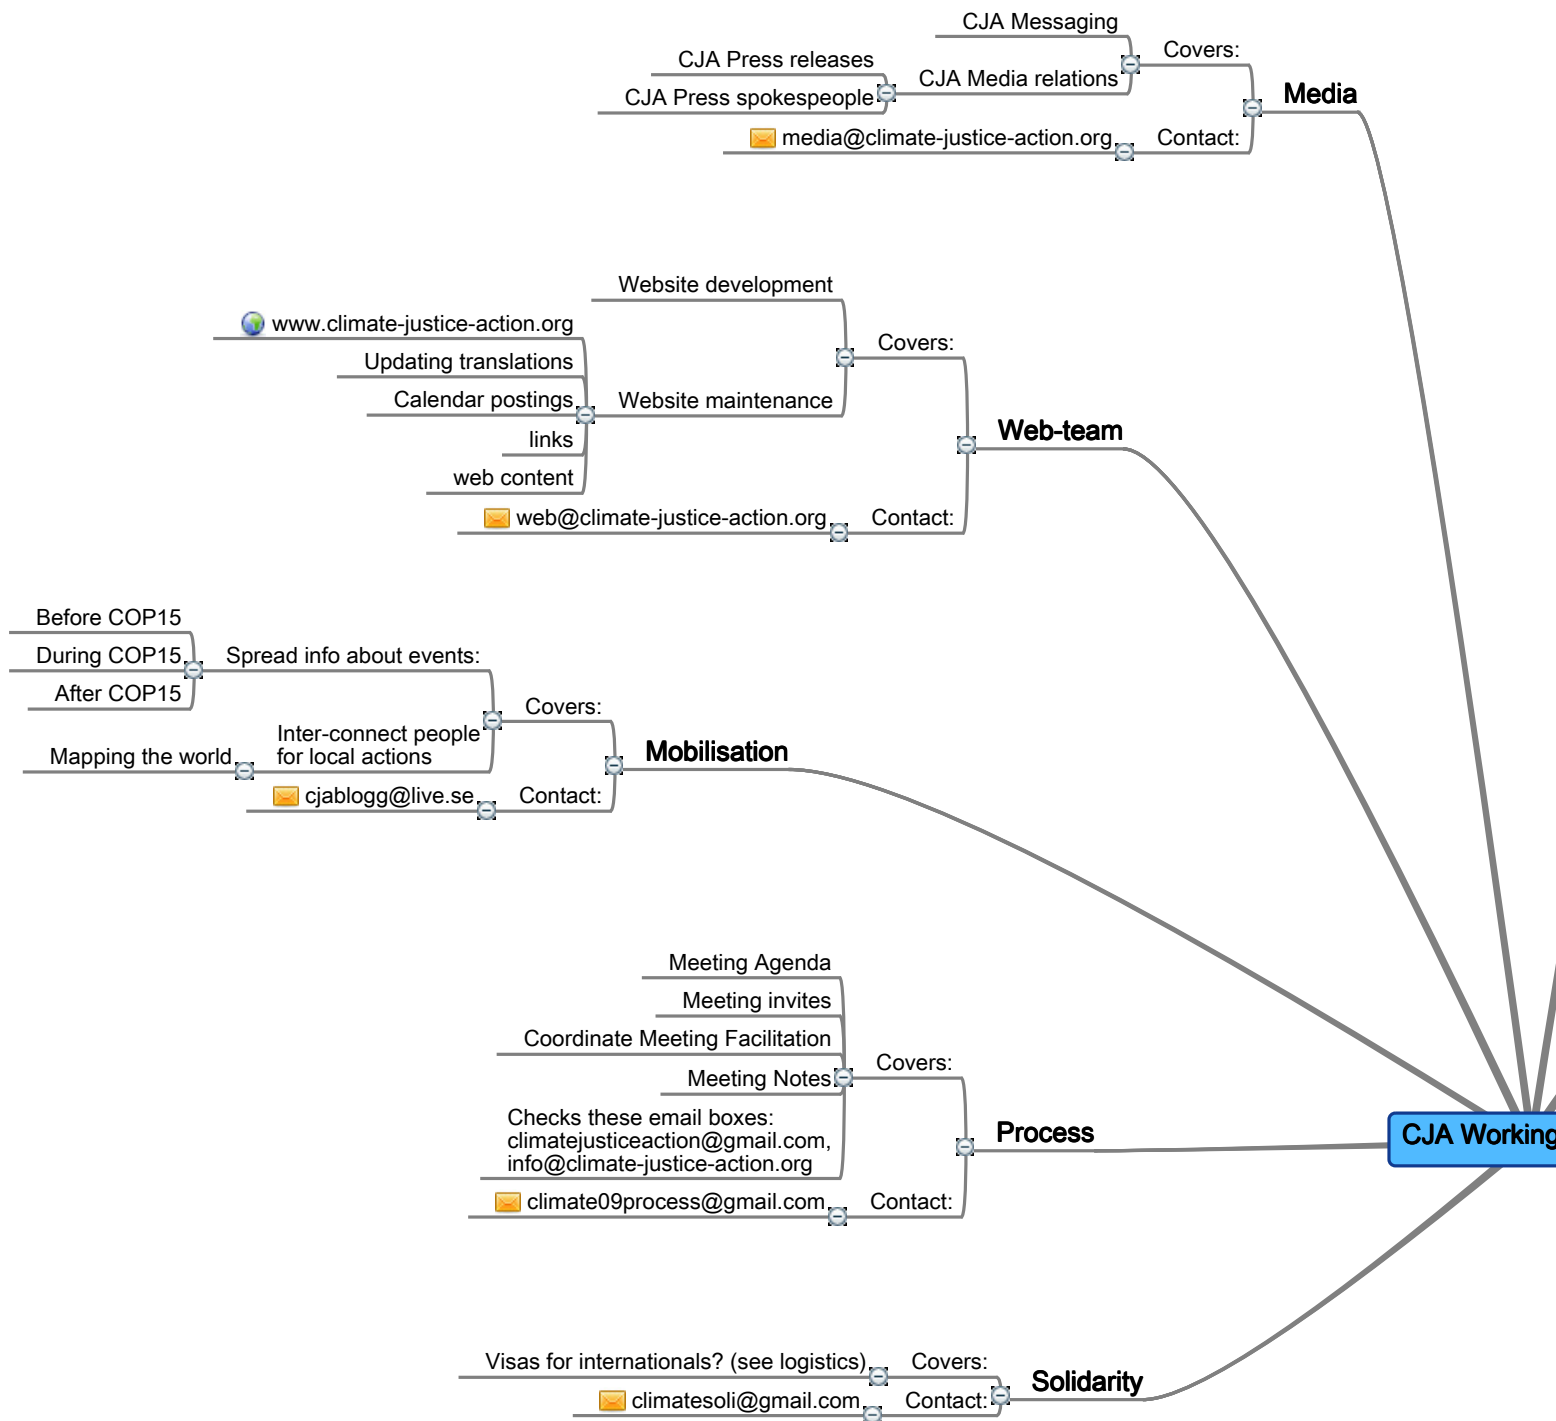 CJA Messaging
Covers:
CJA Press releases
CJA Media relations
CJA Press spokespeople
Media
media@climate-justice-action.org
Contact:
Website development
www.climate-justice-action.org
Covers:
Updating translations
Calendar postings
Website maintenance
links
web content
Web-team
web@climate-justice-action.org
Contact:
Before COP15
During COP15
Spread info about events:
After COP15
Covers:
Inter-connect people
for local actions
Mapping the world
Mobilisation
cjablogg@live.se
Contact:
Meeting Agenda
Meeting invites
Coordinate Meeting Facilitation
Covers:
Meeting Notes
Checks these email boxes:
climatejusticeaction@gmail.com,
info@climate-justice-action.org
Process
CJA Working
climate09process@gmail.com
Contact:
Visas for internationals? (see logistics)
Covers:
Solidarity
climatesoli@gmail.com
Contact: